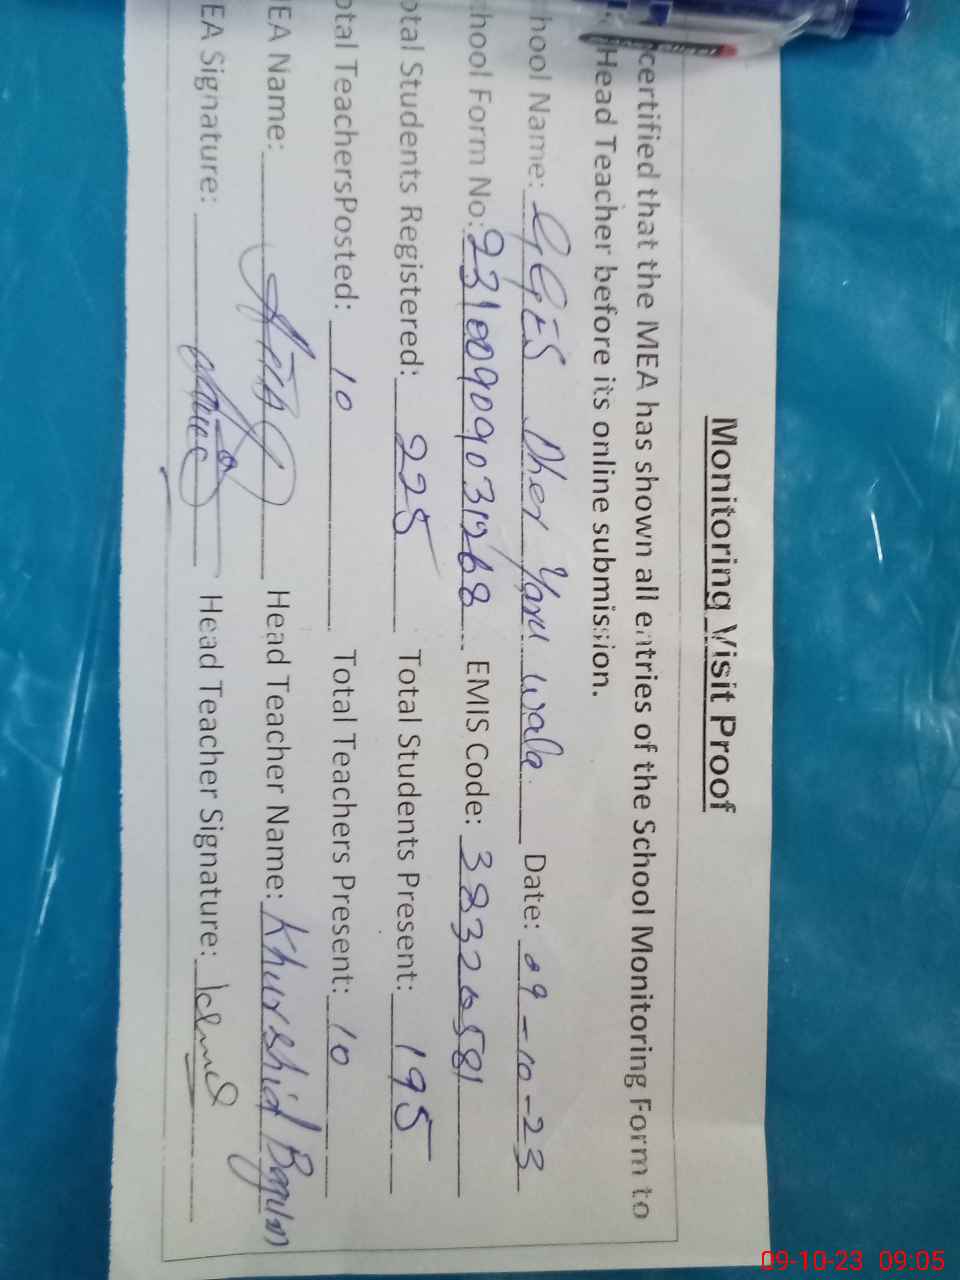 Monitoring Visit Proof
certified that the MEA has shown all entries of the School Monitoring Form to
Head Teacher before its online submission.
hool Name: GGES Dher Yaru wala Date: 09-10-23
hool Form No: EMIS Code:
otal Students Registered: 225 Total Students Present: 195
otal TeachersPosted: 10 Total Teachers Present: 10
EA Name: Head Teacher Name: Khurshid Begum
EA Signature: Head Teacher Signature:
09-10-23 09:05